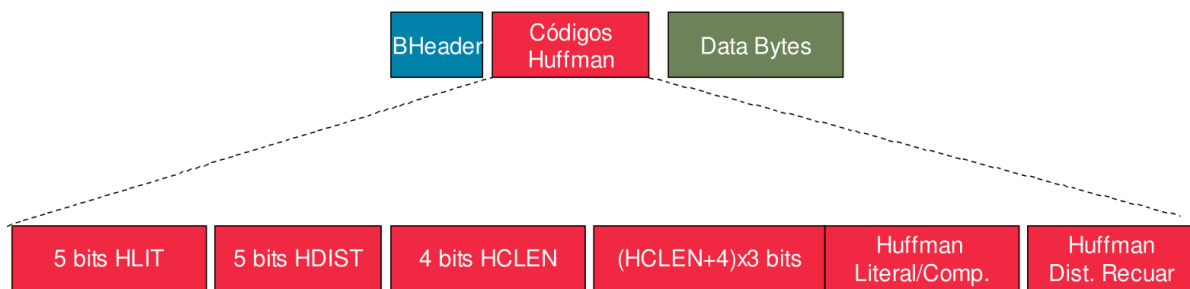 BHeader
Códigos
Huffman
Data Bytes
5 bits HLIT
5 bits HDIST
4 bits HCLEN
(HCLEN+4)x3 bits
Huffman
Literal/Comp.
Huffman
Dist. Recuar